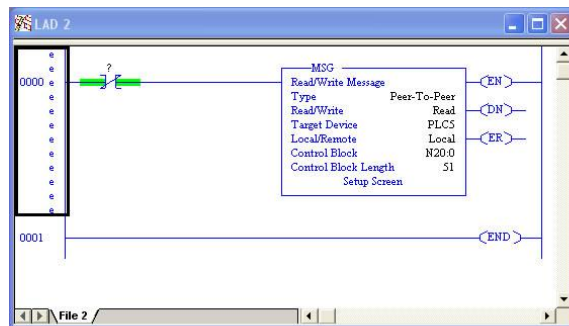 LAD 2
e
e
0000 e
e
e
e
e
e
e
e
e
?
MSG
Read/Write Message
Type Peer-To-Peer
Read/Write Read
Target Device PLC5
Local/Remote Local
Control Block N20:0
Control Block Length 51
Setup Screen
EN
DN
ER
0001
END
File 2